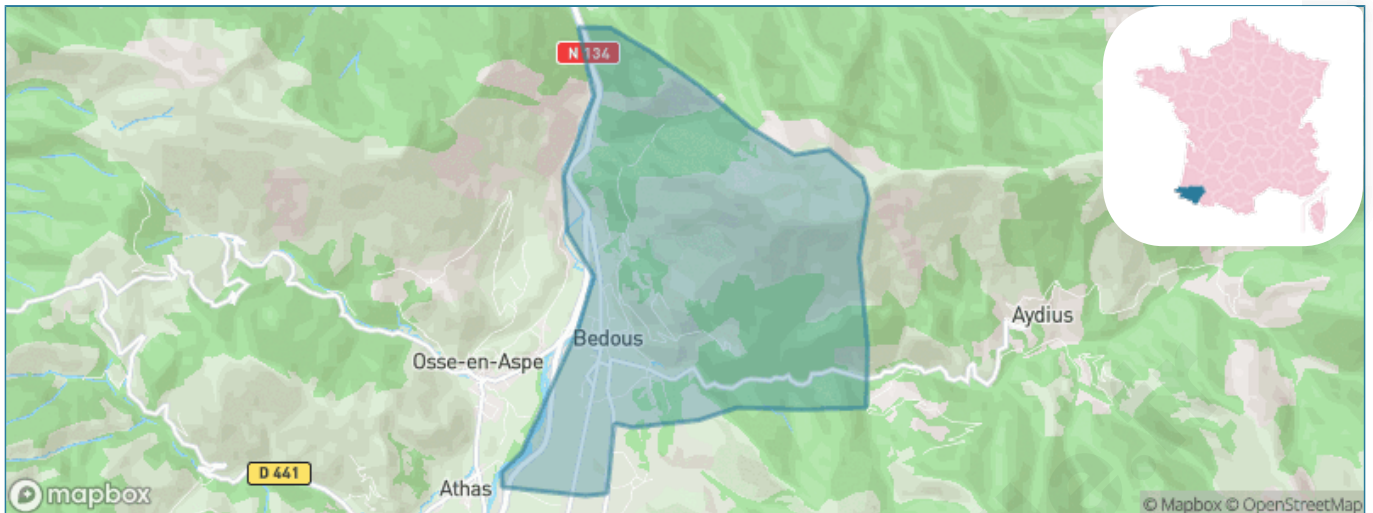 N 134
Aydius
Bedous
Osse-en-Aspe
D 441
Athas
mapbox
© Mapbox © OpenStreetMap